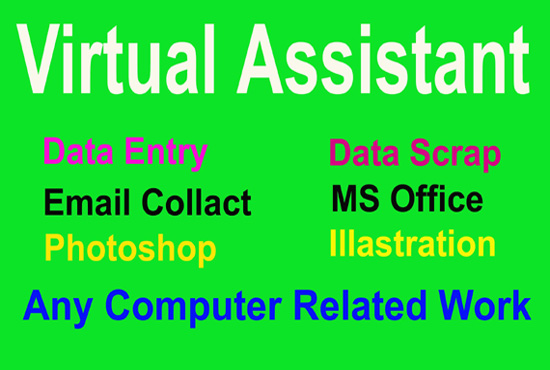 Virtual Assistant
Data Entry
Data Scrap
Email Collact
MS Office
Photoshop
Illastration
Any Computer Related Work